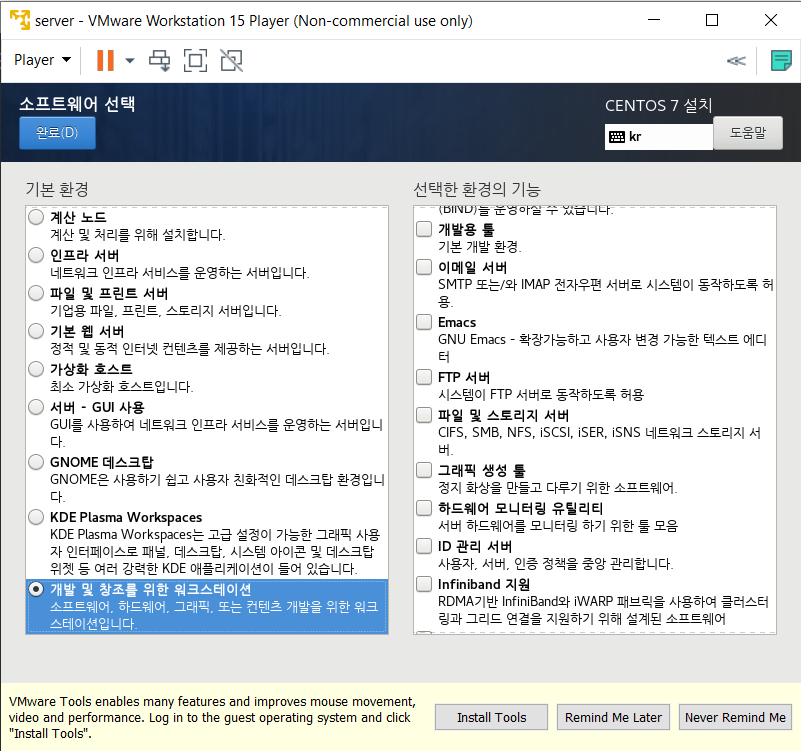 server - VMware Workstation 15 Player (Non-commercial use only)
Player
소프트웨어 선택
CENTOS 7 설치
완료(D)
kr
도움말
기본 환경
계산 노드
계산 및 처리를 위해 설치합니다.
인프라 서버
네트워크 인프라 서비스를 운영하는 서버입니다.
파일 및 프린트 서버
기업용 파일, 프린트, 스토리지 서버입니다.
기본 웹 서버
정적 및 동적 인터넷 컨텐츠를 제공하는 서버입니다.
가상화 호스트
최소 가상화 호스트입니다.
서버 - GUI 사용
GUI를 사용하여 네트워크 인프라 서비스를 운영하는 서버입니
다.
GNOME 데스크탑
GNOME은 사용하기 쉽고 사용자 친화적인 데스크탑 환경입니
다.
KDE Plasma Workspaces
KDE Plasma Workspaces는 고급 설정이 가능한 그래픽 사용
자 인터페이스로 패널, 데스크탑, 시스템 아이콘 및 데스크탑
위젯 등 여러 강력한 KDE 애플리케이션이 들어 있습니다.
개발 및 창조를 위한 워크스테이션
소프트웨어, 하드웨어, 그래픽, 또는 컨텐츠 개발을 위한 워크
스테이션입니다.
선택한 환경의 기능
(BIND)를 운영하실 수 있습니다.
개발용 툴
기본 개발 환경.
이메일 서버
SMTP 또는/와 IMAP 전자우편 서버로 시스템이 동작하도록 허
용.
Emacs
GNU Emacs - 확장가능하고 사용자 변경 가능한 텍스트 에디
터
FTP 서버
시스템이 FTP 서버로 동작하도록 허용
파일 및 스토리지 서버
CIFS, SMB, NFS, iSCSI, iSER, iSNS 네트워크 스토리지 서
버.
그래픽 생성 툴
정지 화상을 만들고 다루기 위한 소프트웨어.
하드웨어 모니터링 유틸리티
서버 하드웨어를 모니터링 하기 위한 툴 모음
ID 관리 서버
사용자, 서버, 인증 정책을 중앙 관리합니다.
Infiniband 지원
RDMA기반 InfiniBand와 iWARP 패브릭을 사용하여 클러스터
링과 그리드 연결을 지원하기 위해 설계된 소프트웨어
VMware Tools enables many features and improves mouse movement,
video and performance. Log in to the guest operating system and click
"Install Tools".
Install Tools
Remind Me Later
Never Remind Me